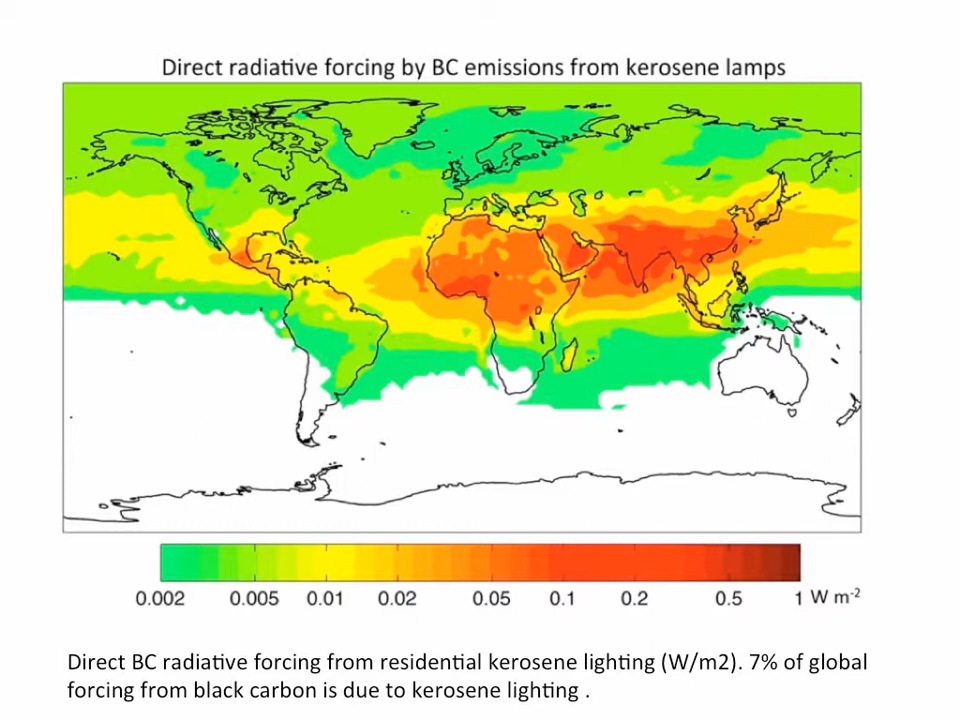 Direct radiative forcing by BC emissions from kerosene lamps
0.002 0.005 0.01 0.02 0.05 0.1 0.2 0.5 1 W m-2
Direct BC radiative forcing from residential kerosene lighting (W/m2). 7% of global
forcing from black carbon is due to kerosene lighting .